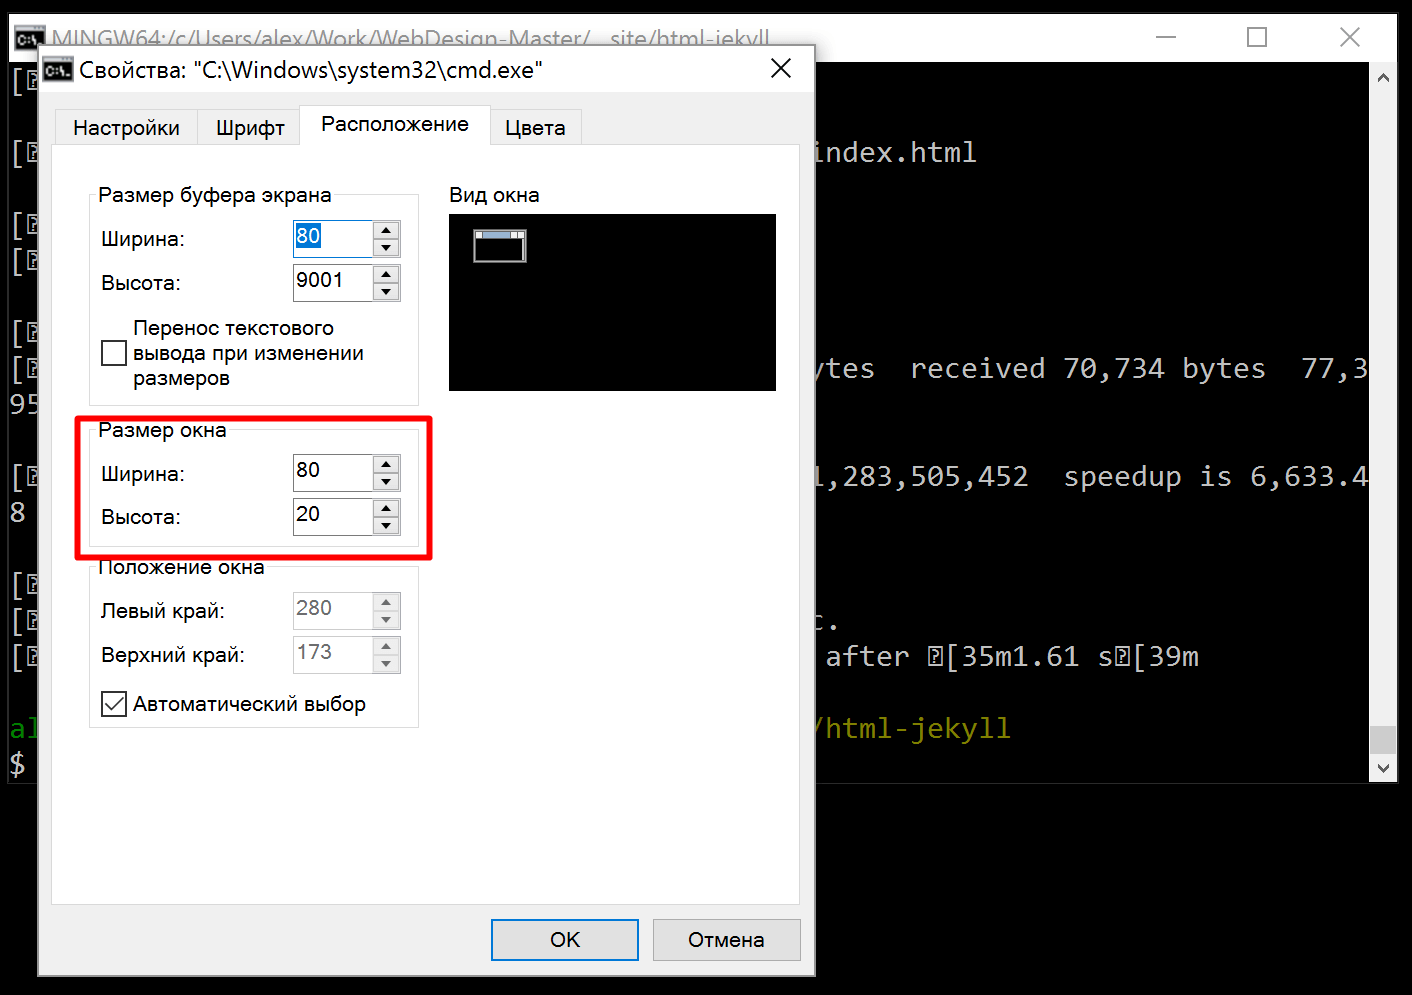 MINGW64:/c/Users/alex/Work/WebDesign-Master/__site/html-jekyll
Свойства: "C:\Windows\system32\cmd.exe"
Настройки
Шрифт
Расположение
Цвета
Размер буфера экрана
Ширина: 80
Высота: 9001
Перенос текстового
вывода при изменении
размеров
Размер окна
Ширина: 80
Высота: 20
Положение окна
Левый край: 280
Верхний край: 173
Автоматический выбор
Вид окна
OK
Отмена
index.html
received 70,734 bytes 77,3
95
1,283,505,452 speedup is 6,633.4
8
c.
after [35m1.61 s[39m
/html-jekyll
$